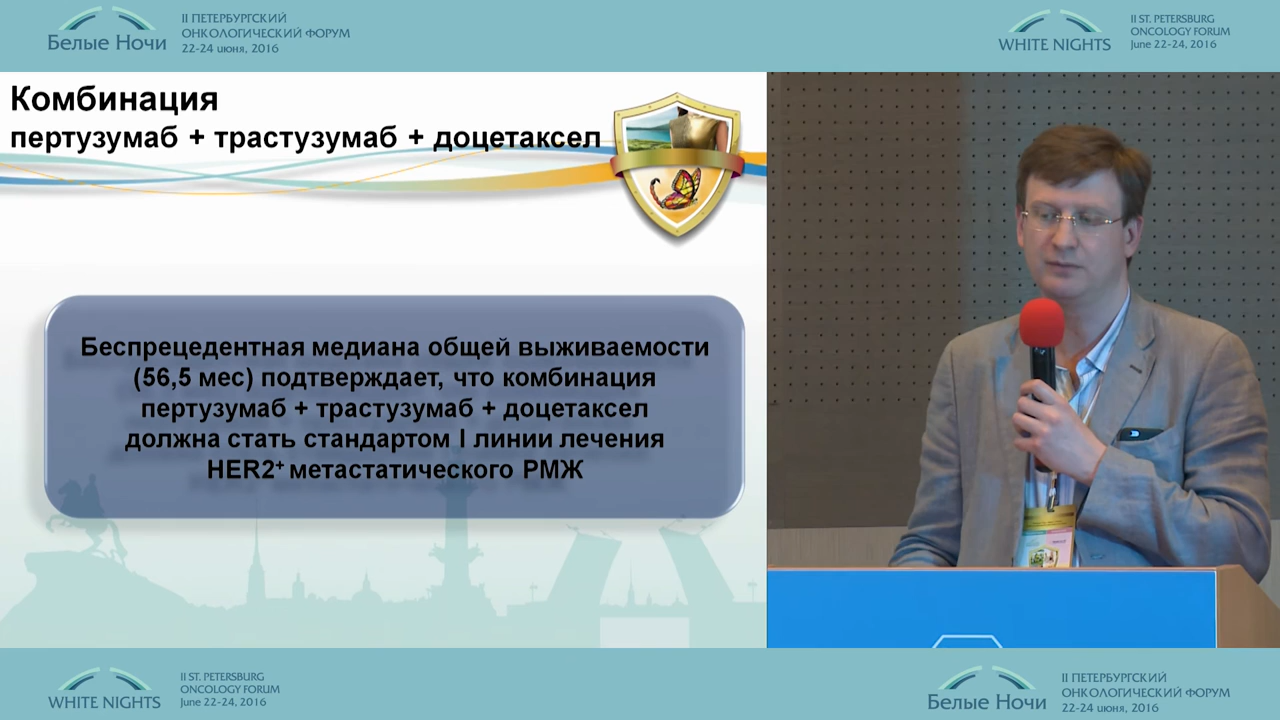 Белые Ночи
II ПЕТЕРБУРГСКИЙ
ОНКОЛОГИЧЕСКИЙ ФОРУМ
22-24 июня, 2016
WHITE NIGHTS
II ST. PETERSBURG
ONCOLOGY FORUM
June 22-24, 2016
Комбинация
пертузумаб + трастузумаб + доцетаксел
Беспрецедентная медиана общей выживаемости
(56,5 мес) подтверждает, что комбинация
пертузумаб + трастузумаб + доцетаксел
должна стать стандартом I линии лечения
HER2⁺ метастатического РМЖ
WHITE NIGHTS
II ST. PETERSBURG
ONCOLOGY FORUM
June 22-24, 2016
Белые Ночи
II ПЕТЕРБУРГСКИЙ
ОНКОЛОГИЧЕСКИЙ ФОРУМ
22-24 июня, 2016